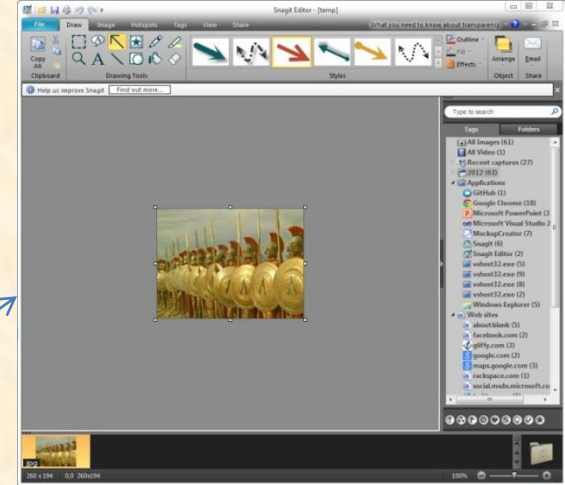 Snagit Editor - [temp]
File Draw Image Hotspots Tags View Share What you need to know about transparency
Copy All
A
Outline
Fill
Effects
Arrange
Email
Clipboard Drawing Tools Styles Object Share
Help us improve Snagit Find out more...
Type to search
Tags Folders
All Images (61)
All Video (1)
Recent captures (27)
2012 (63)
Applications
GitHub (1)
Google Chrome (18)
Microsoft PowerPoint (3
Microsoft Visual Studio 2
MockupCreator (7)
Snagit (6)
Snagit Editor (2)
vshost32.exe (5)
vshost32.exe (9)
vshost32.exe (8)
vshost32.exe (2)
Windows Explorer (5)
Web sites
about:blank (5)
facebook.com (2)
gliffy.com (3)
google.com (2)
maps.google.com (3)
rackspace.com (1)
social.msdn.microsoft.co
jpg
260 x 194 0,0 260x194 100%